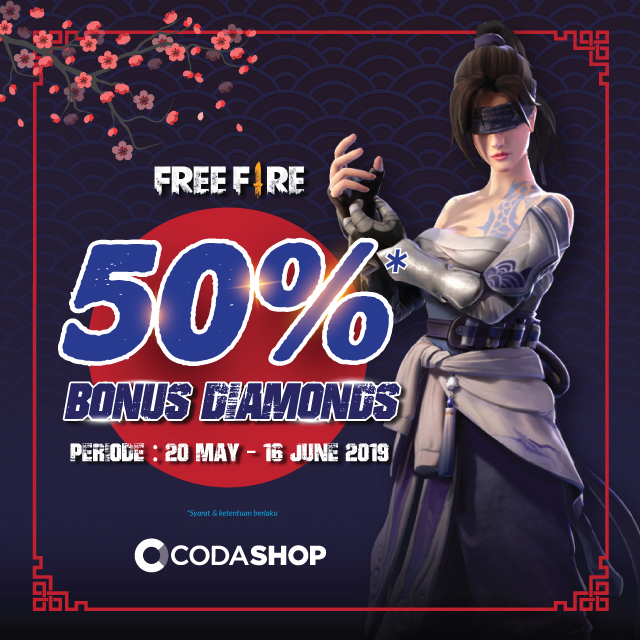 FREE FIRE
50%*
BONUS DIAMONDS
PERIODE : 20 MAY - 16 JUNE 2019
*Syarat & ketentuan berlaku
CODASHOP